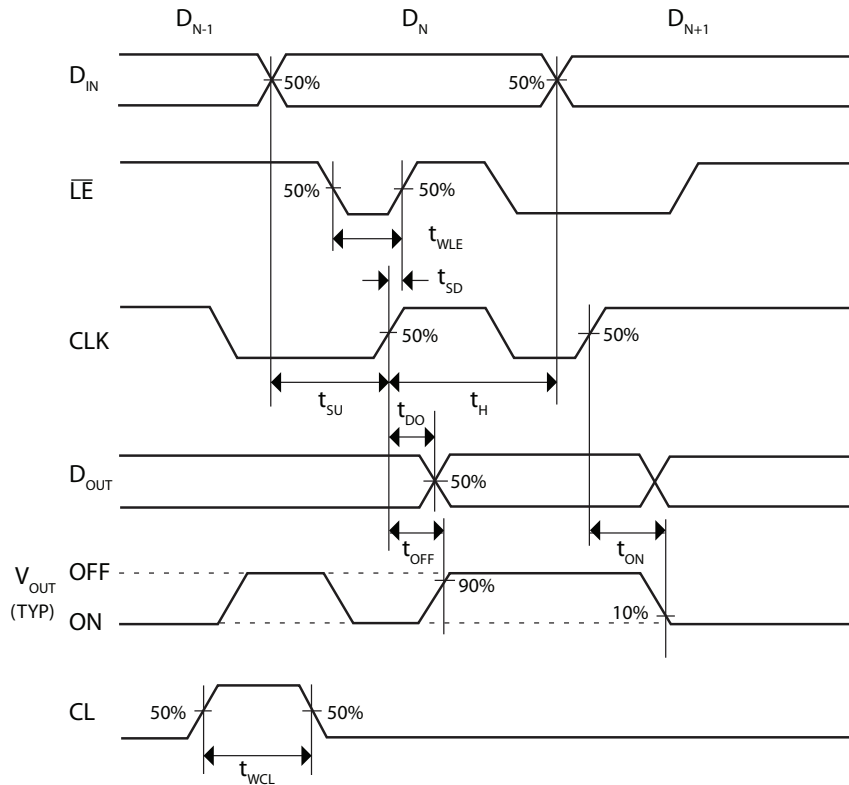 D_N-1 D_N D_N+1
D_IN 50% 50%
L̅E̅ 50% 50%
t_WLE
t_SD
CLK 50% 50%
t_SU t_H
t_DO
D_OUT 50%
t_OFF t_ON
V_OUT OFF 90%
(TYP)
ON 10%
CL 50% 50%
t_WCL